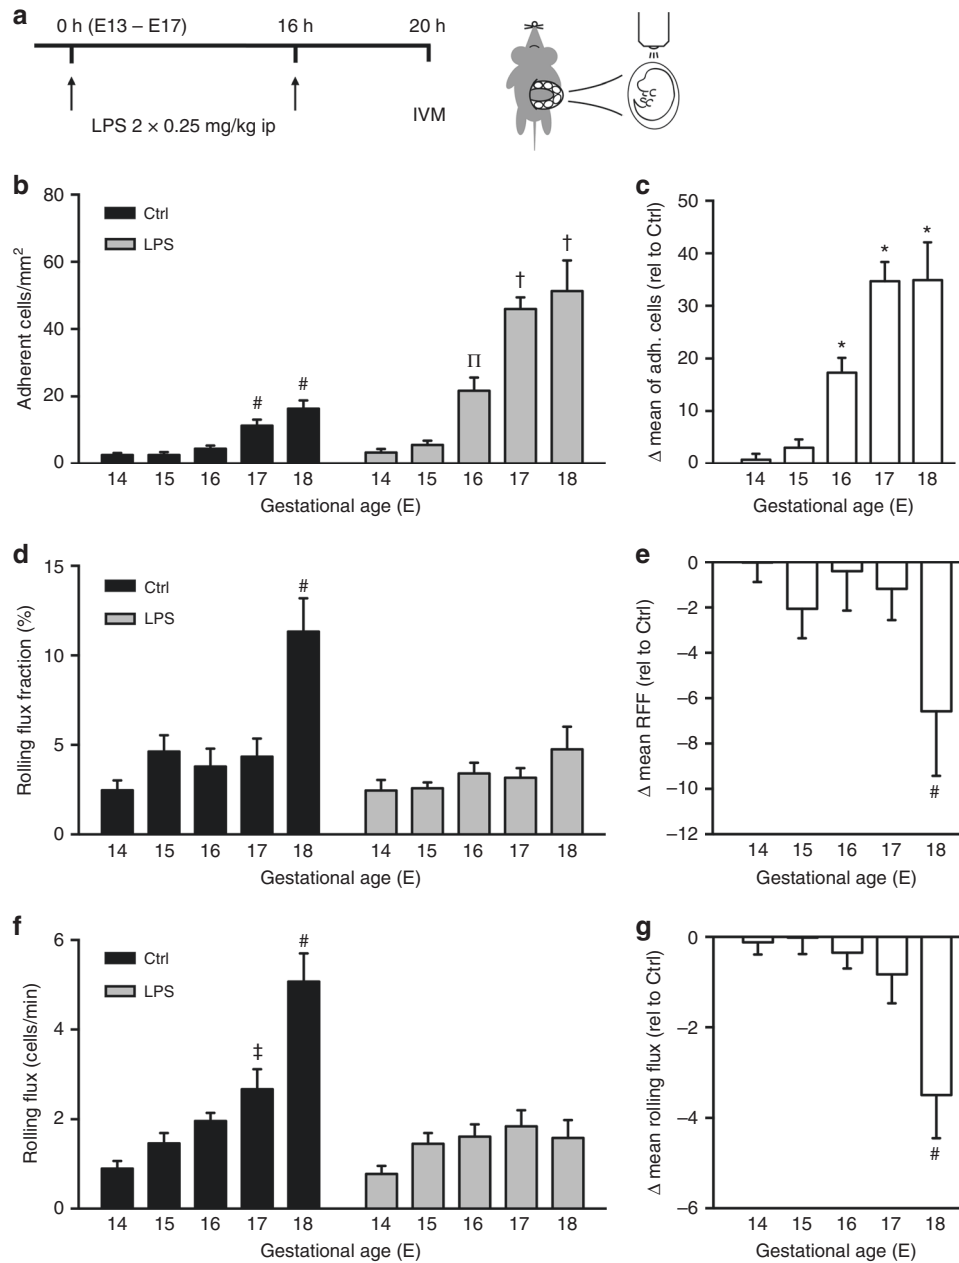 a
0 h (E13 – E17)
16 h
20 h
LPS 2 × 0.25 mg/kg ip
IVM
b
Adherent cells/mm²
80
60
40
20
0
Ctrl
LPS
# # Π † †
14 15 16 17 18 14 15 16 17 18
Gestational age (E)
c
Δ mean of adh. cells (rel to Ctrl)
50
40
30
20
10
0
* * *
14 15 16 17 18
Gestational age (E)
d
Rolling flux fraction (%)
15
10
5
0
Ctrl
LPS
#
14 15 16 17 18 14 15 16 17 18
Gestational age (E)
e
Δ mean RFF (rel to Ctrl)
0
–2
–4
–6
–8
–10
–12
#
14 15 16 17 18
Gestational age (E)
f
Rolling flux (cells/min)
6
4
2
0
Ctrl
LPS
‡ #
14 15 16 17 18 14 15 16 17 18
Gestational age (E)
g
Δ mean rolling flux (rel to Ctrl)
0
–2
–4
–6
#
14 15 16 17 18
Gestational age (E)